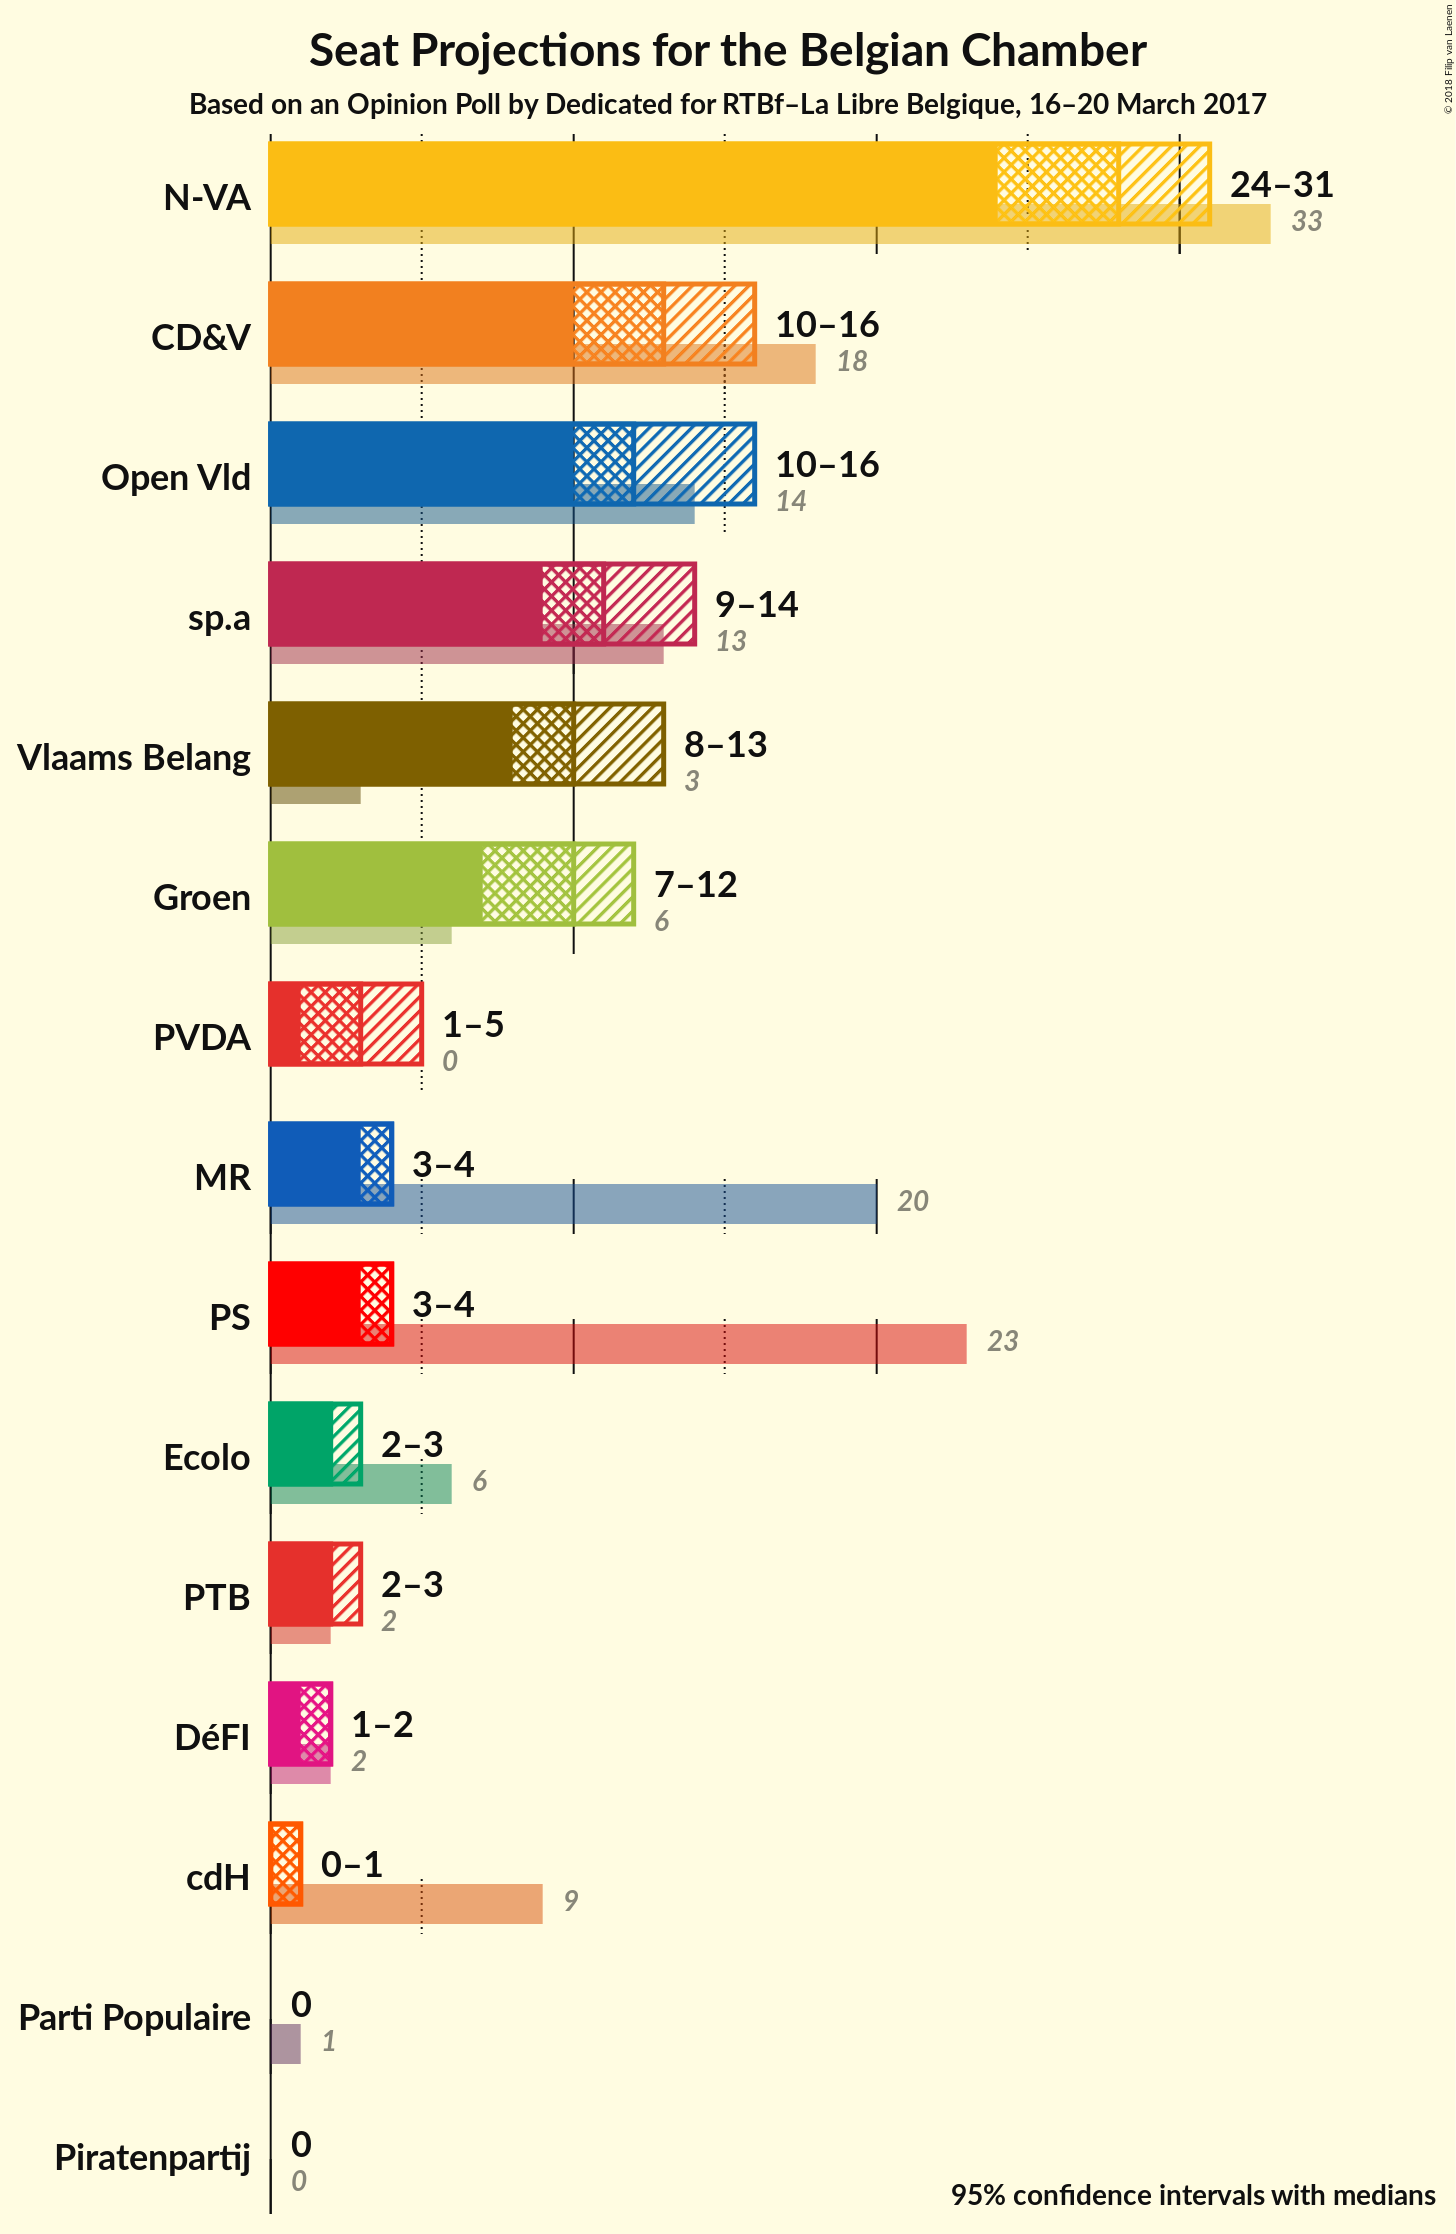 Seat Projections for the Belgian Chamber
Based on an Opinion Poll by Dedicated for RTBf–La Libre Belgique, 16–20 March 2017
© 2018 Filip van Laenen
N-VA
24–31
33
CD&V
10–16
18
Open Vld
10–16
14
sp.a
9–14
13
Vlaams Belang
8–13
3
Groen
7–12
6
PVDA
1–5
0
MR
3–4
20
PS
3–4
23
Ecolo
2–3
6
PTB
2–3
2
DéFI
1–2
2
cdH
0–1
9
Parti Populaire
0
1
Piratenpartij
0
0
95% confidence intervals with medians